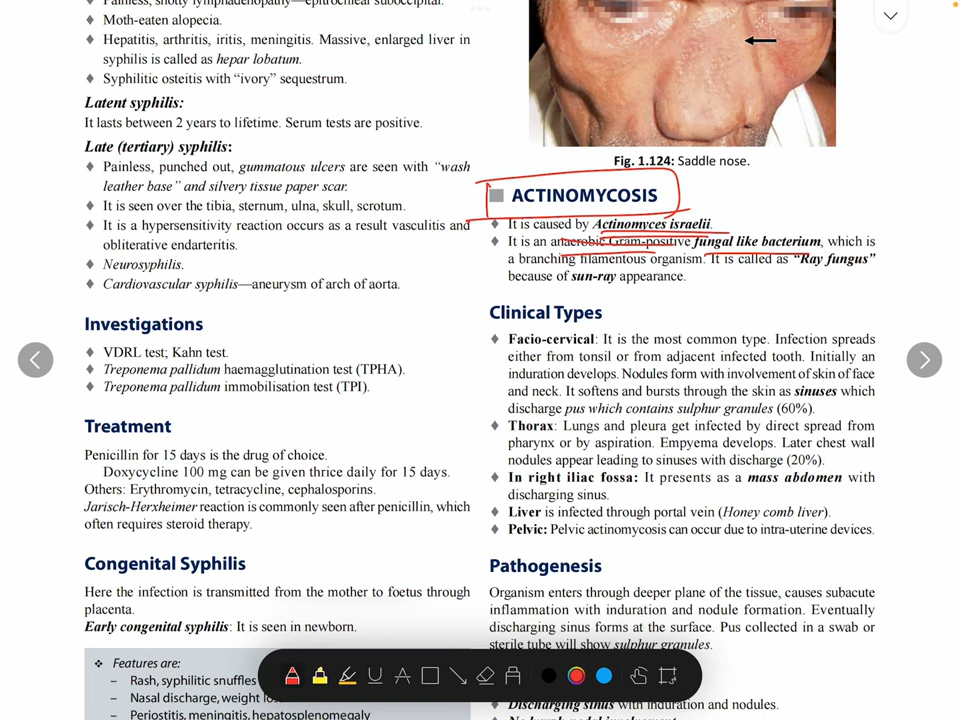 Painless, shotty lymphadenopathy—epitrochlear suboccipital.
♦ Moth-eaten alopecia.
♦ Hepatitis, arthritis, iritis, meningitis. Massive, enlarged liver in
syphilis is called as hepar lobatum.
♦ Syphilitic osteitis with “ivory” sequestrum.
Latent syphilis:
It lasts between 2 years to lifetime. Serum tests are positive.
Late (tertiary) syphilis:
♦ Painless, punched out, gummatous ulcers are seen with “wash
leather base” and silvery tissue paper scar.
♦ It is seen over the tibia, sternum, ulna, skull, scrotum.
♦ It is a hypersensitivity reaction occurs as a result vasculitis and
obliterative endarteritis.
♦ Neurosyphilis.
♦ Cardiovascular syphilis—aneurysm of arch of aorta.
Investigations
♦ VDRL test; Kahn test.
♦ Treponema pallidum haemagglutination test (TPHA).
♦ Treponema pallidum immobilisation test (TPI).
Treatment
Penicillin for 15 days is the drug of choice.
Doxycycline 100 mg can be given thrice daily for 15 days.
Others: Erythromycin, tetracycline, cephalosporins.
Jarisch-Herxheimer reaction is commonly seen after penicillin, which
often requires steroid therapy.
Congenital Syphilis
Here the infection is transmitted from the mother to foetus through
placenta.
Early congenital syphilis: It is seen in newborn.
❖ Features are:
– Rash, syphilitic snuffles
– Nasal discharge, weight
– Periostitis, meningitis, hepatosplenomegaly
Fig. 1.124: Saddle nose.
ACTINOMYCOSIS
♦ It is caused by Actinomyces israelii.
♦ It is an anaerobic Gram-positive fungal like bacterium, which is
a branching filamentous organism. It is called as “Ray fungus”
because of sun-ray appearance.
Clinical Types
♦ Facio-cervical: It is the most common type. Infection spreads
either from tonsil or from adjacent infected tooth. Initially an
induration develops. Nodules form with involvement of skin of face
and neck. It softens and bursts through the skin as sinuses which
discharge pus which contains sulphur granules (60%).
♦ Thorax: Lungs and pleura get infected by direct spread from
pharynx or by aspiration. Empyema develops. Later chest wall
nodules appear leading to sinuses with discharge (20%).
♦ In right iliac fossa: It presents as a mass abdomen with
discharging sinus.
♦ Liver is infected through portal vein (Honey comb liver).
♦ Pelvic: Pelvic actinomycosis can occur due to intra-uterine devices.
Pathogenesis
Organism enters through deeper plane of the tissue, causes subacute
inflammation with induration and nodule formation. Eventually
discharging sinus forms at the surface. Pus collected in a swab or
sterile tube will show sulphur granules.
Discharging sinus with induration and nodules.
No lymph nodal involvement.